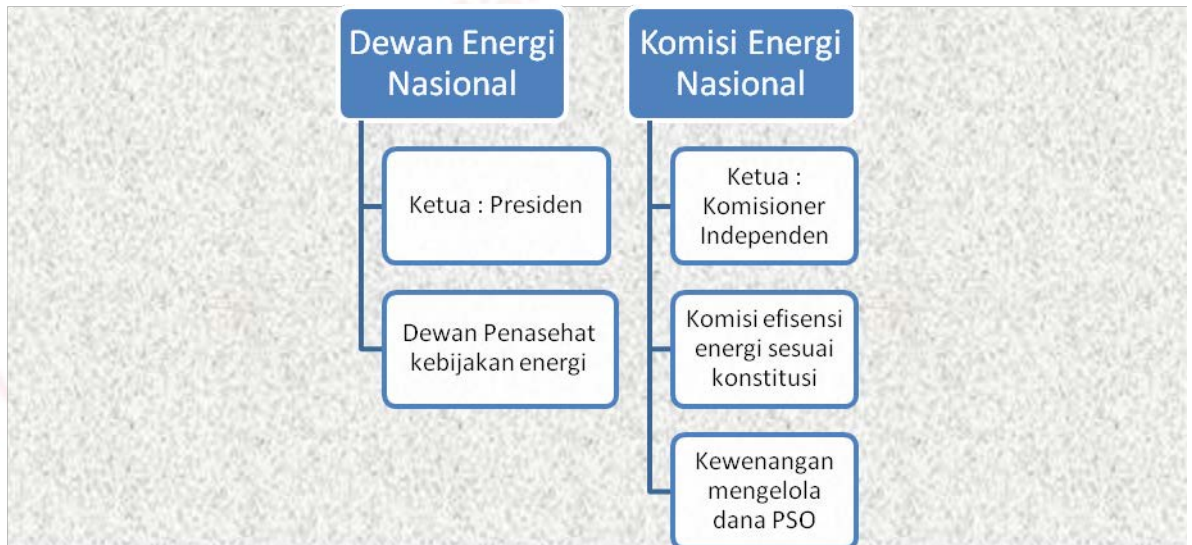 Dewan Energi
Nasional
Ketua : Presiden
Dewan Penasehat
kebijakan energi
Komisi Energi
Nasional
Ketua :
Komisioner
Independen
Komisi efisensi
energi sesuai
konstitusi
Kewenangan
mengelola
dana PSO